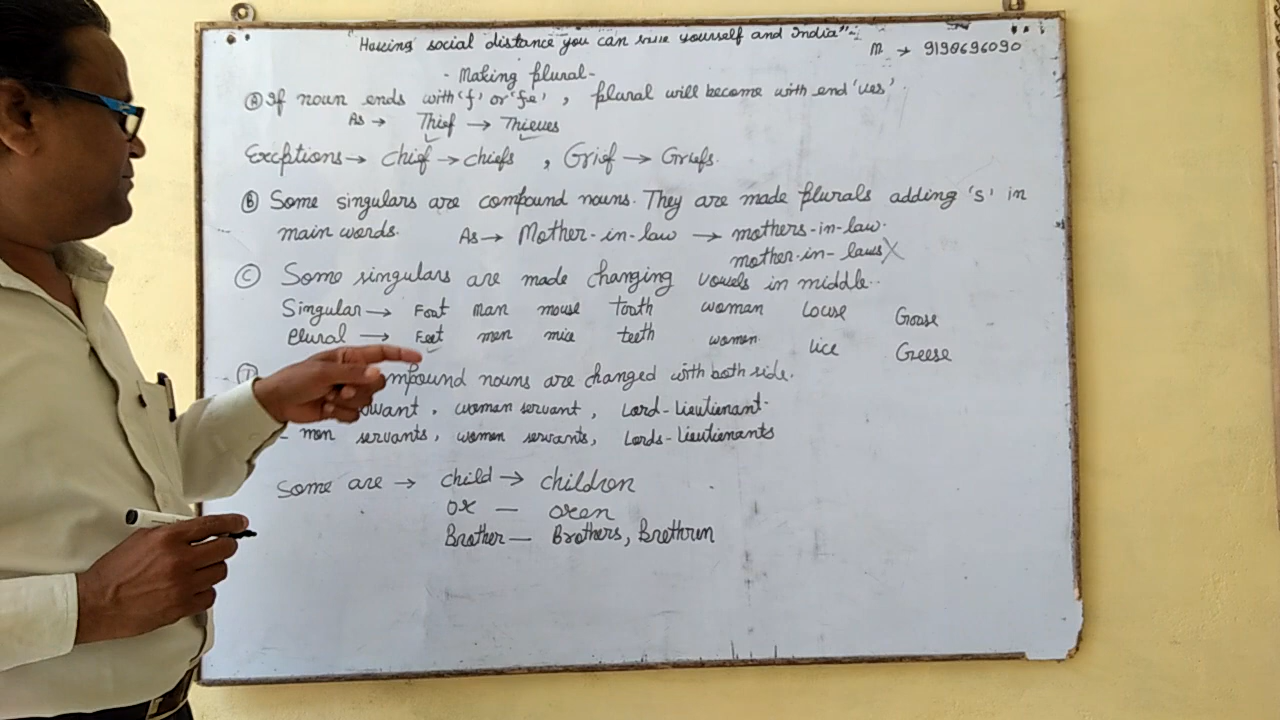 "Having social distance you can save yourself and India"-
M → 9198696090
- Making plural -
(A) If noun ends with 'f' or 'fe', plural will become with end 'ves'.
As → Thief → Thieves
Exceptions → chief → chiefs, Grief → Griefs.
(B) Some singulars are compound nouns. They are made plurals adding 's' in
main words. As → Mother-in-law → mothers-in-law.
mother-in-laws X
(C) Some singulars are made changing vowels in middle..
Singular → Foot man mouse Tooth woman Louse Goose
Plural → Feet men mice teeth women lice Geese
mpound nouns are changed with both side.
woman servant, Lord-Lieutienant
- men servants, women servants, Lords-Lieutienants
Some are → child → children
ox — oxen
Brother — Brothers, Brethren